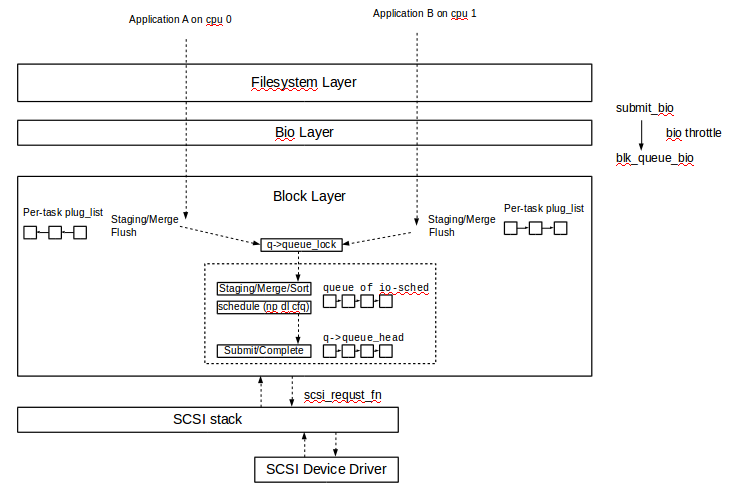 Application A on cpu 0
Application B on cpu 1
Filesystem Layer
submit_bio
Bio Layer
bio throttle
blk_queue_bio
Block Layer
Per-task plug_list
Staging/Merge
Flush
Staging/Merge
Flush
Per-task plug_list
q->queue_lock
Staging/Merge/Sort
queue of io-sched
schedule (np dl cfq)
q->queue_head
Submit/Complete
scsi_requst_fn
SCSI stack
SCSI Device Driver